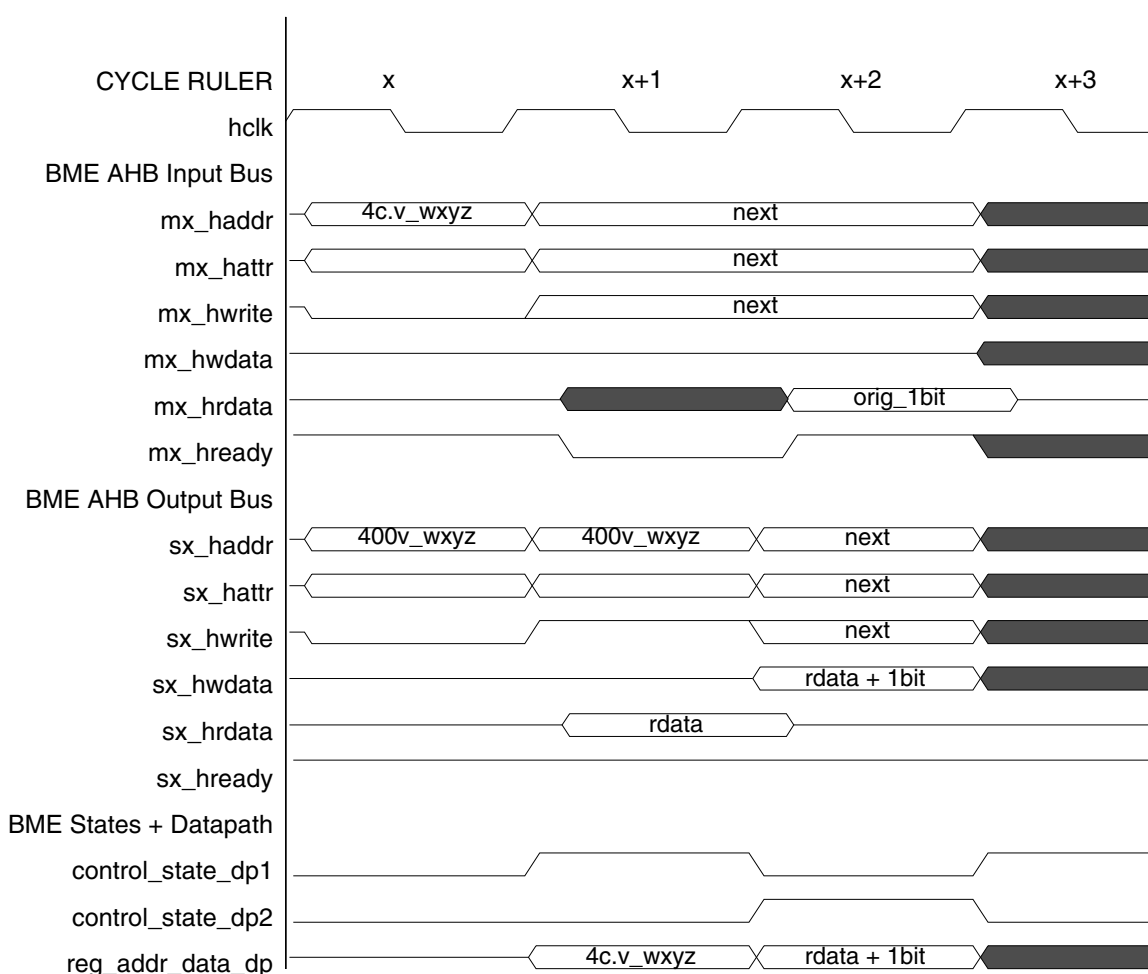 CYCLE RULER x x+1 x+2 x+3
hclk
BME AHB Input Bus
mx_haddr 4c.v_wxyz next
mx_hattr next
mx_hwrite next
mx_hwdata
mx_hrdata orig_1bit
mx_hready
BME AHB Output Bus
sx_haddr 400v_wxyz 400v_wxyz next
sx_hattr next
sx_hwrite next
sx_hwdata rdata + 1bit
sx_hrdata rdata
sx_hready
BME States + Datapath
control_state_dp1
control_state_dp2
reg_addr_data_dp 4c.v_wxyz rdata + 1bit